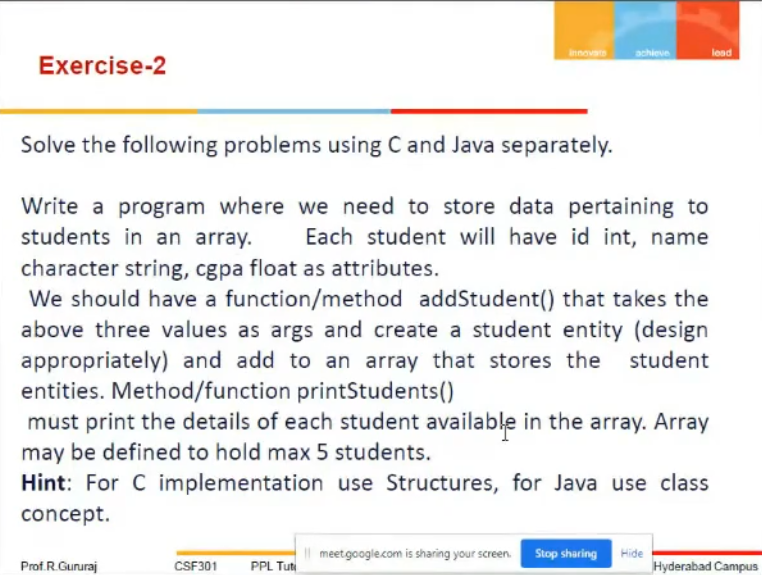 innovate achieve lead
Exercise-2
Solve the following problems using C and Java separately.
Write a program where we need to store data pertaining to
students in an array. Each student will have id int, name
character string, cgpa float as attributes.
We should have a function/method addStudent() that takes the
above three values as args and create a student entity (design
appropriately) and add to an array that stores the student
entities. Method/function printStudents()
must print the details of each student available in the array. Array
may be defined to hold max 5 students.
Hint: For C implementation use Structures, for Java use class
concept.
meet.google.com is sharing your screen. Stop sharing Hide
Prof.R.Gururaj CSF301 PPL Tut Hyderabad Campus